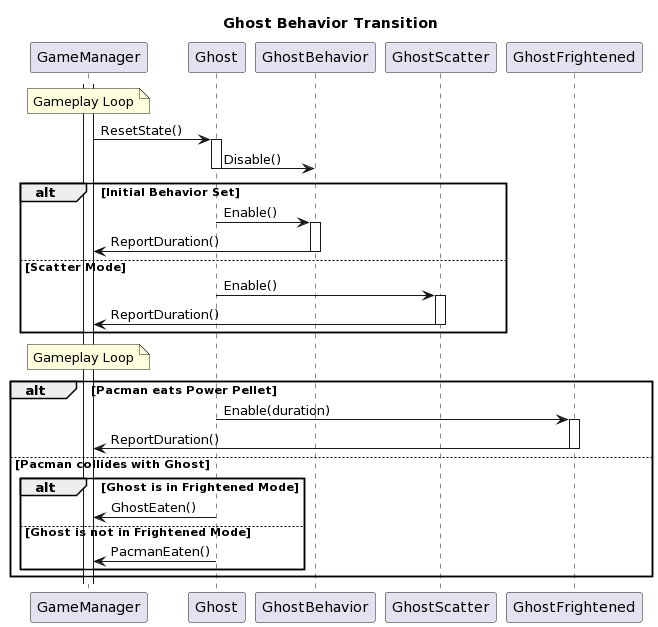 Ghost Behavior Transition
GameManager Ghost GhostBehavior GhostScatter GhostFrightened
Gameplay Loop
ResetState()
Disable()
alt [Initial Behavior Set]
Enable()
ReportDuration()
[Scatter Mode]
Enable()
ReportDuration()
Gameplay Loop
alt [Pacman eats Power Pellet]
Enable(duration)
ReportDuration()
[Pacman collides with Ghost]
alt [Ghost is in Frightened Mode]
GhostEaten()
[Ghost is not in Frightened Mode]
PacmanEaten()
GameManager Ghost GhostBehavior GhostScatter GhostFrightened